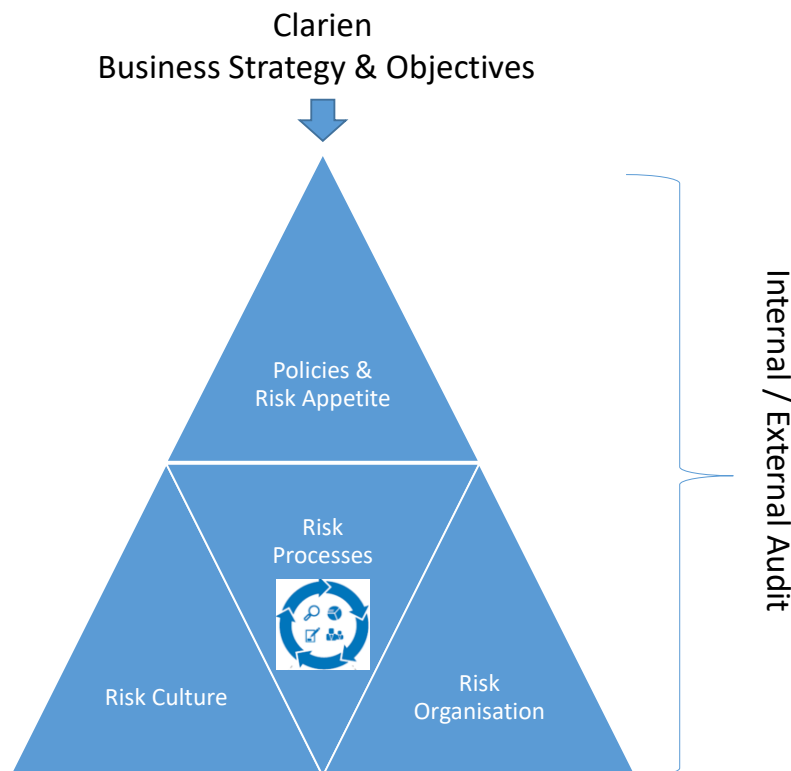 Clarien
Business Strategy & Objectives
Policies &
Risk Appetite
Risk
Processes
Risk Culture
Risk
Organisation
Internal / External Audit